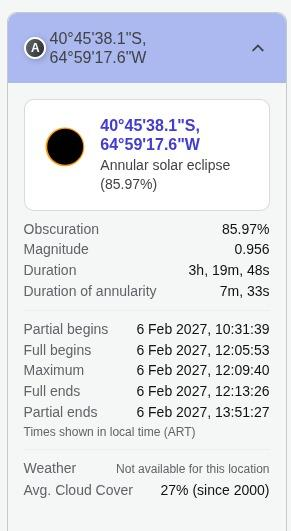 A 40°45'38.1"S,
64°59'17.6"W
40°45'38.1"S,
64°59'17.6"W
Annular solar eclipse
(85.97%)
Obscuration 85.97%
Magnitude 0.956
Duration 3h, 19m, 48s
Duration of annularity 7m, 33s
Partial begins 6 Feb 2027, 10:31:39
Full begins 6 Feb 2027, 12:05:53
Maximum 6 Feb 2027, 12:09:40
Full ends 6 Feb 2027, 12:13:26
Partial ends 6 Feb 2027, 13:51:27
Times shown in local time (ART)
Weather Not available for this location
Avg. Cloud Cover 27% (since 2000)